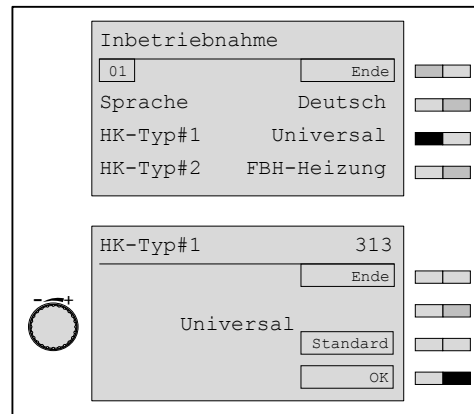 Inbetriebnahme
01 Ende
Sprache Deutsch
HK-Typ#1 Universal
HK-Typ#2 FBH-Heizung
HK-Typ#1 313
Ende
- +
Universal
Standard
OK